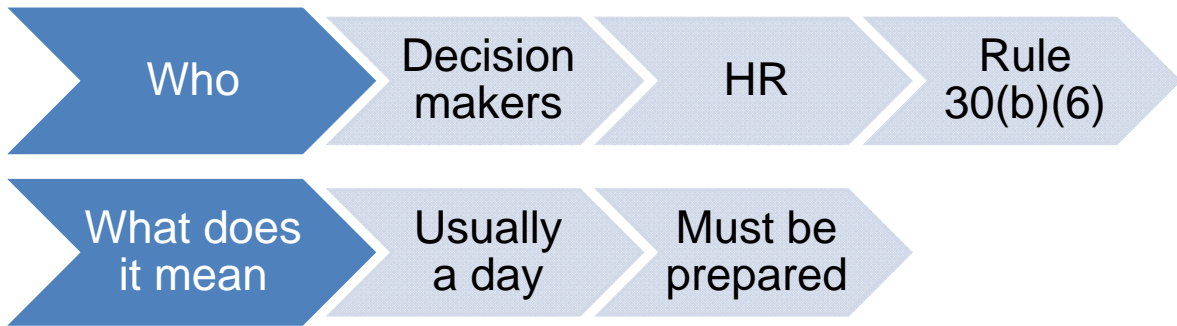 Who
Decision
makers
HR
Rule
30(b)(6)
What does
it mean
Usually
a day
Must be
prepared